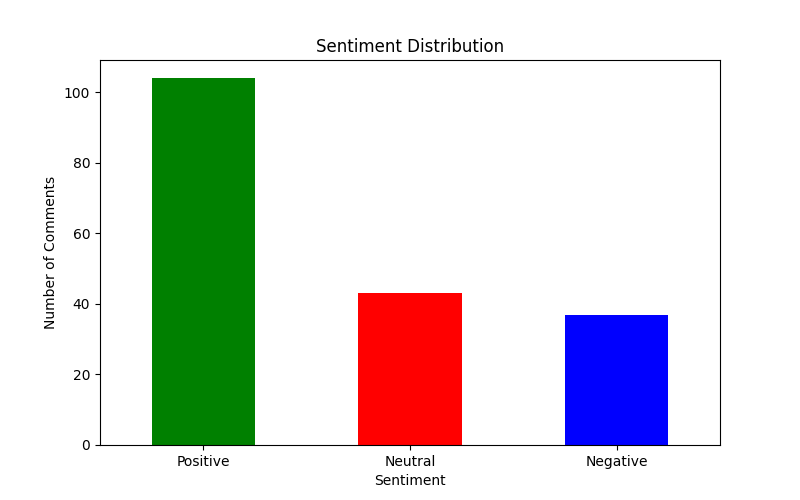 Sentiment Distribution
100
80
60
40
20
0
Number of Comments
Positive Neutral Negative
Sentiment